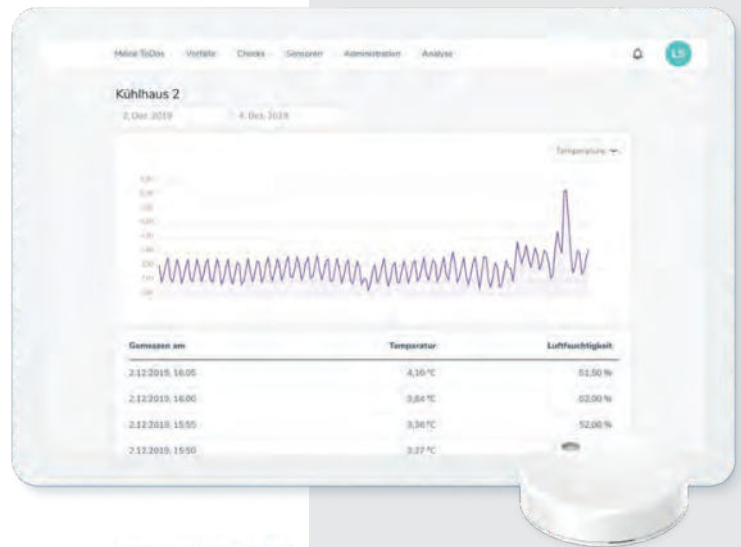 Meine ToDos Vorfälle Checks Sensoren Administration Analyse
LS
Kühlhaus 2
2. Dez. 2019 4. Dez. 2019
Temperatur
Gemessen am Temperatur Luftfeuchtigkeit
2.12.2019, 16:05 4,16 °C 51,50 %
2.12.2019, 16:00 3,84 °C 52,00 %
2.12.2019, 15:55 3,36 °C 52,00 %
2.12.2019, 15:50 3,27 °C